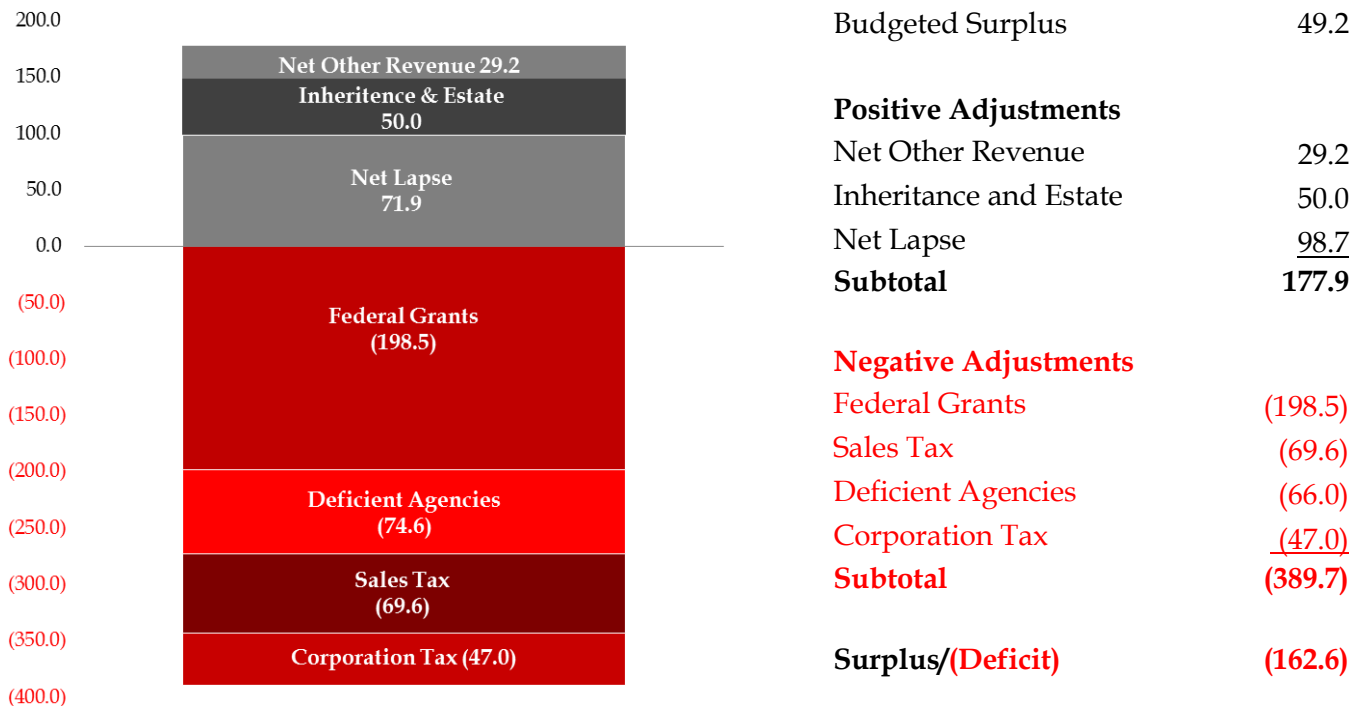 200.0
150.0
100.0
50.0
0.0
(50.0)
(100.0)
(150.0)
(200.0)
(250.0)
(300.0)
(350.0)
(400.0)
Net Other Revenue 29.2
Inheritence & Estate
50.0
Net Lapse
71.9
Federal Grants
(198.5)
Deficient Agencies
(74.6)
Sales Tax
(69.6)
Corporation Tax (47.0)
Budgeted Surplus 49.2
Positive Adjustments
Net Other Revenue 29.2
Inheritance and Estate 50.0
Net Lapse 98.7
Subtotal 177.9
Negative Adjustments
Federal Grants (198.5)
Sales Tax (69.6)
Deficient Agencies (66.0)
Corporation Tax (47.0)
Subtotal (389.7)
Surplus/(Deficit) (162.6)